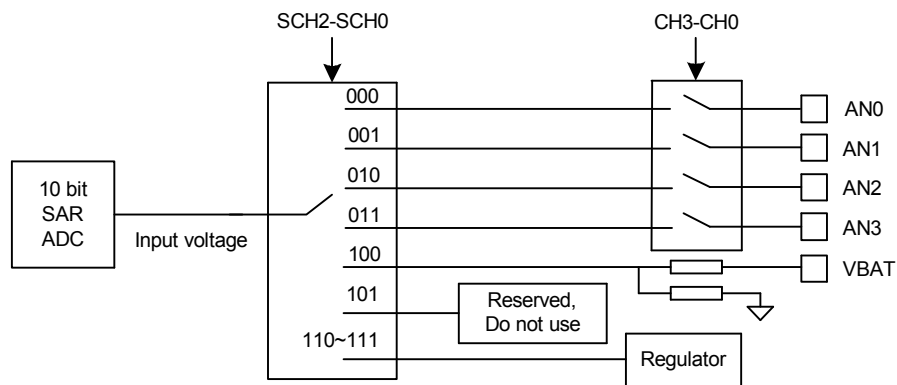 SCH2-SCH0
CH3-CH0
000
AN0
001
AN1
10 bit
SAR
ADC
Input voltage
010
AN2
011
AN3
100
VBAT
101
Reserved,
Do not use
110~111
Regulator